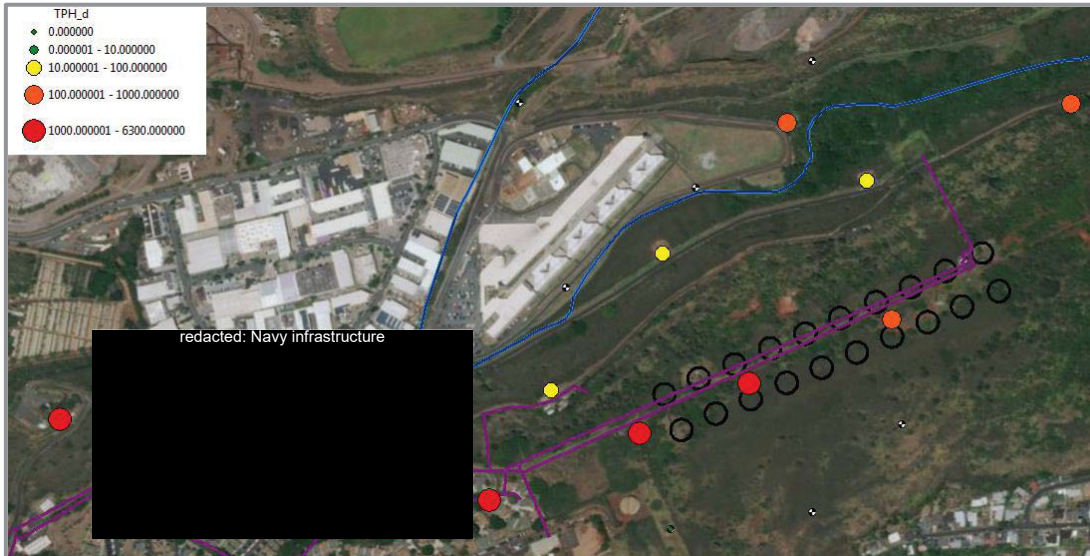 TPH_d
0.000000
0.000001 - 10.000000
10.000001 - 100.000000
100.000001 - 1000.000000
1000.000001 - 6300.000000
redacted: Navy infrastructure